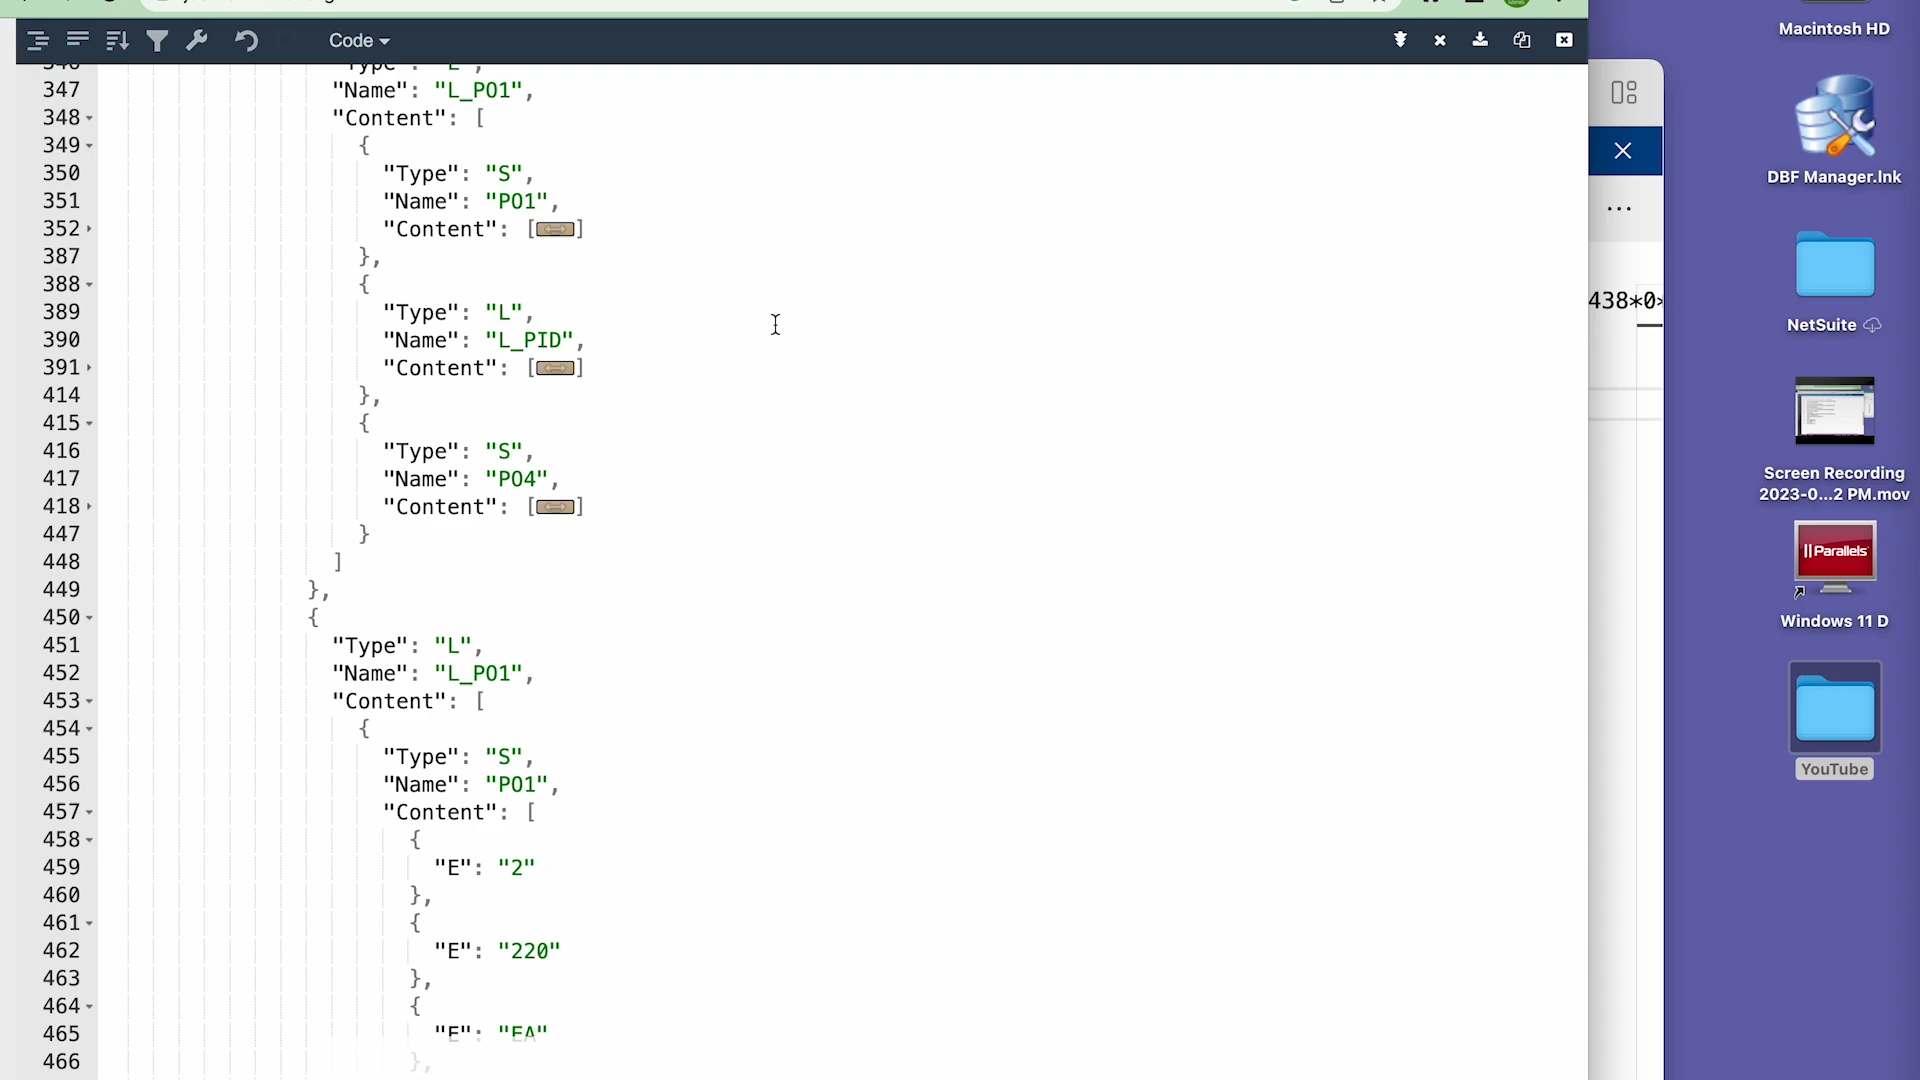 Code
346 "Type": "L",
347 "Name": "L_PO1",
348 "Content": [
349 {
350 "Type": "S",
351 "Name": "PO1",
352 "Content": []
387 },
388 {
389 "Type": "L",
390 "Name": "L_PID",
391 "Content": []
414 },
415 {
416 "Type": "S",
417 "Name": "PO4",
418 "Content": []
447 }
448 ]
449 },
450 {
451 "Type": "L",
452 "Name": "L_PO1",
453 "Content": [
454 {
455 "Type": "S",
456 "Name": "PO1",
457 "Content": [
458 {
459 "E": "2"
460 },
461 {
462 "E": "220"
463 },
464 {
465 "E": "EA"
466 },
438*0*
Macintosh HD
DBF Manager.lnk
NetSuite
Screen Recording
2023-0...2 PM.mov
Parallels
Windows 11 D
YouTube